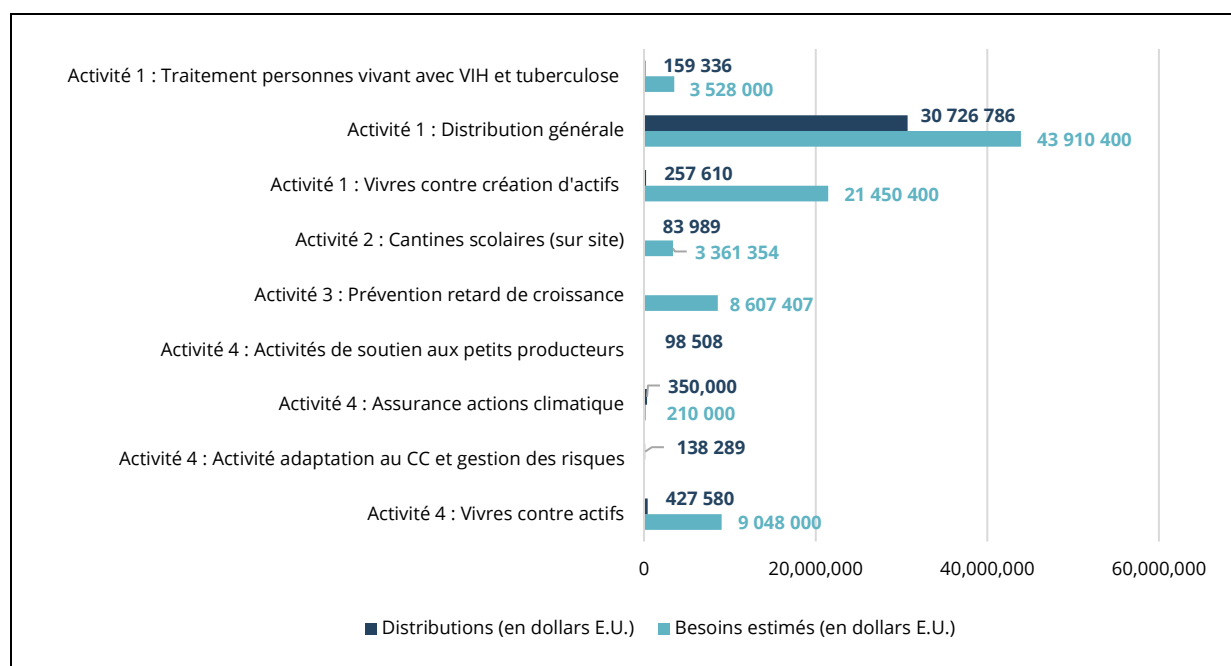 Activité 1 : Traitement personnes vivant avec VIH et tuberculose
159 336
3 528 000
Activité 1 : Distribution générale
30 726 786
43 910 400
Activité 1 : Vivres contre création d'actifs
257 610
21 450 400
Activité 2 : Cantines scolaires (sur site)
83 989
3 361 354
Activité 3 : Prévention retard de croissance
8 607 407
Activité 4 : Activités de soutien aux petits producteurs
98 508
Activité 4 : Assurance actions climatique
350,000
210 000
Activité 4 : Activité adaptation au CC et gestion des risques
138 289
Activité 4 : Vivres contre actifs
427 580
9 048 000
0 20,000,000 40,000,000 60,000,000
Distributions (en dollars E.U.) Besoins estimés (en dollars E.U.)